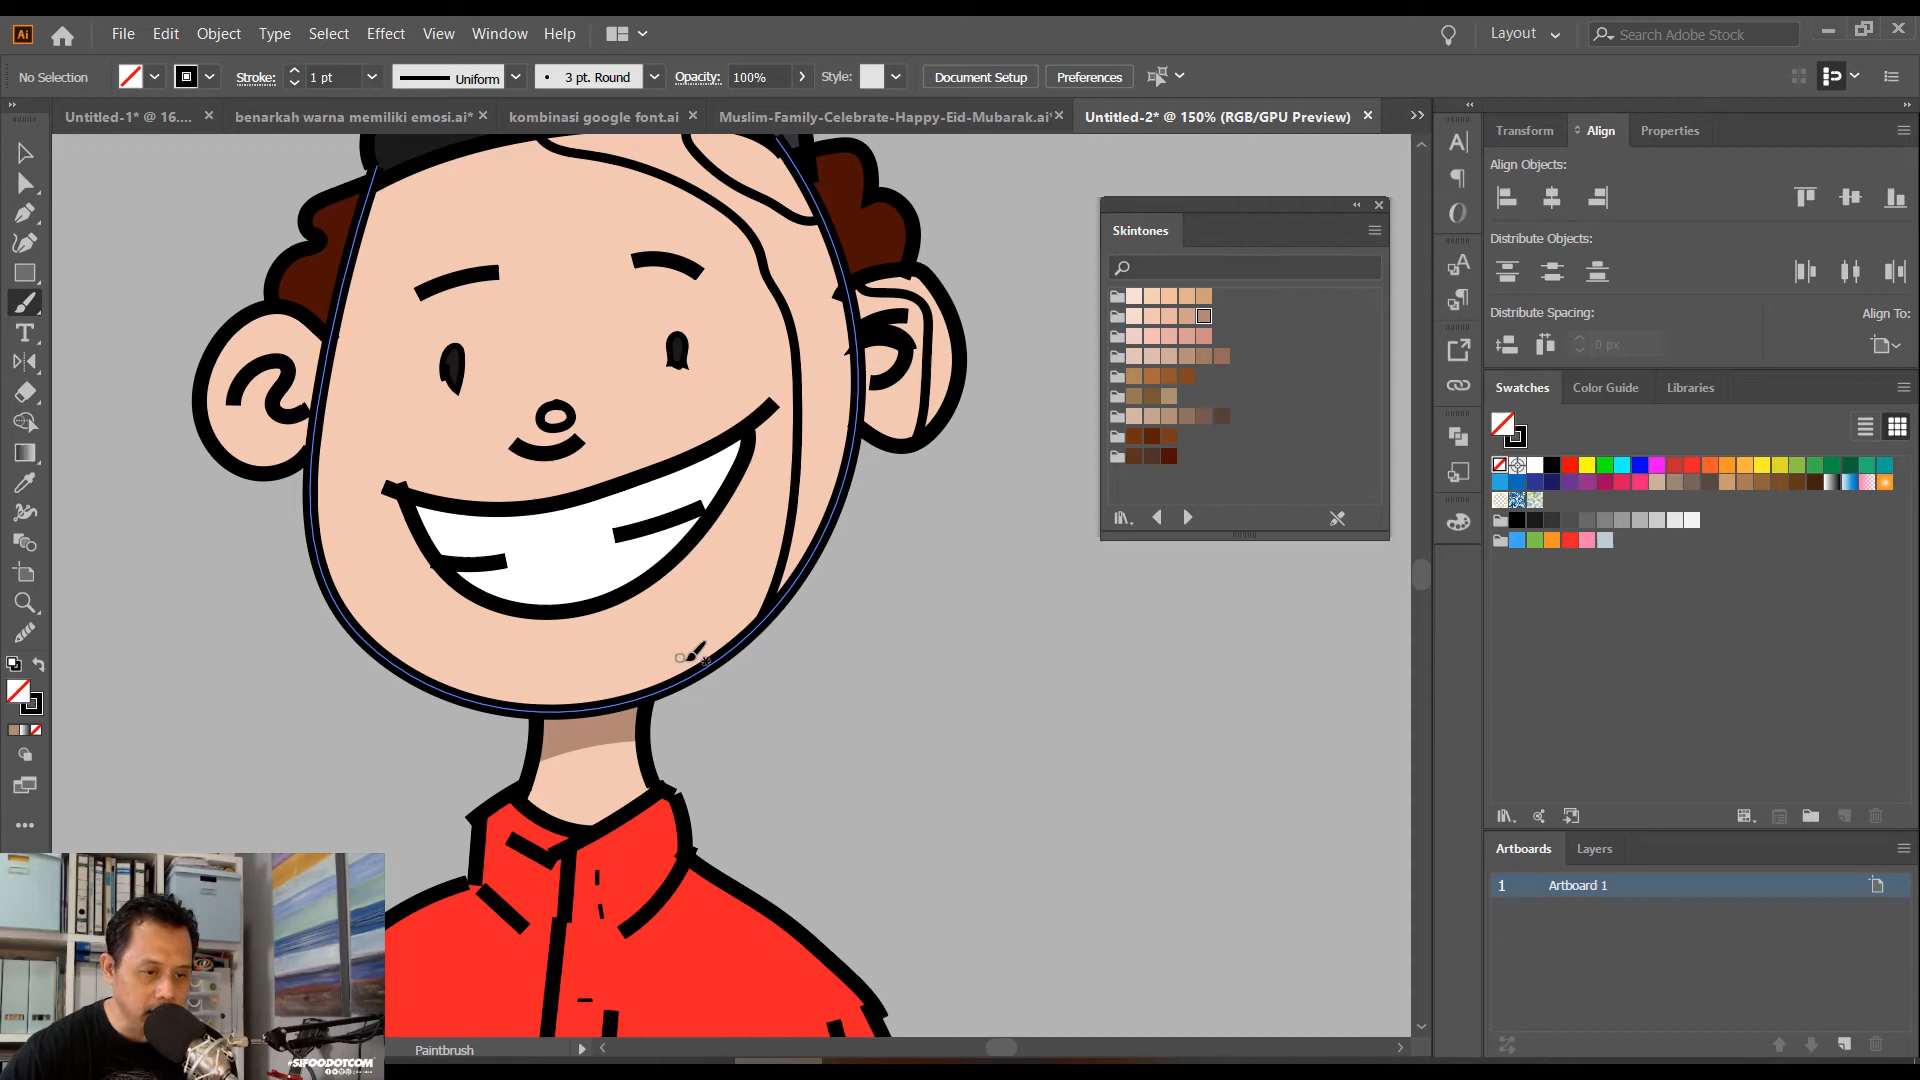 Ai File Edit Object Type Select Effect View Window Help Layout Search Adobe Stock
No Selection Stroke: 1 pt Uniform 3 pt. Round Opacity: 100% Style: Document Setup Preferences
Untitled-1* @ 16.... benarkah warna memiliki emosi.ai* kombinasi google font.ai Muslim-Family-Celebrate-Happy-Eid-Mubarak.ai* Untitled-2* @ 150% (RGB/GPU Preview)
Transform Align Properties
Align Objects:
Skintones
Distribute Objects:
Distribute Spacing: Align To:
0 px
Swatches Color Guide Libraries
Artboards Layers
1 Artboard 1
Paintbrush
#SIFOODOTCOM